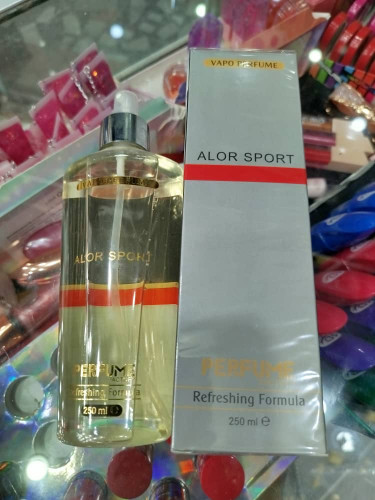 VAPO PERFUME
ALOR SPORT
PERFUME
Refreshing Formula
250 ml e
ALOR SPORT
PERFUME
Refreshing Formula
250 ml e